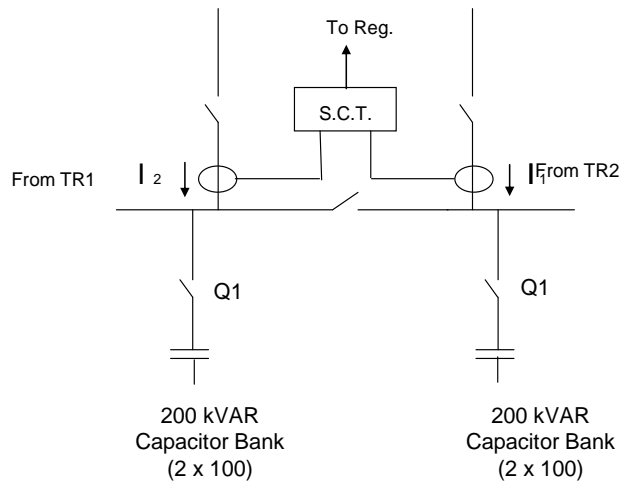 To Reg.
S.C.T.
From TR1
I 2
I1
From TR2
Q1
Q1
200 kVAR
Capacitor Bank
(2 x 100)
200 kVAR
Capacitor Bank
(2 x 100)